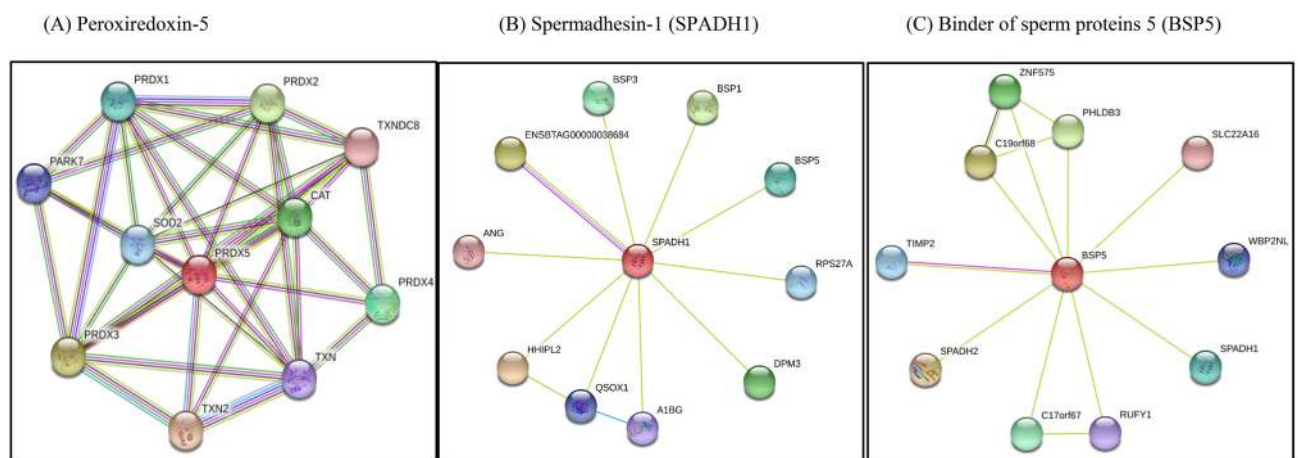 (A) Peroxiredoxin-5
(B) Spermadhesin-1 (SPADH1)
(C) Binder of sperm proteins 5 (BSP5)
PRDX1
PRDX2
TXNDC8
PARK7
CAT
SOD2
PRDX5
PRDX4
PRDX3
TXN
TXN2
BSP3
BSP1
ENSBTAG00000038684
BSP5
SPADH1
ANG
RPS27A
HHIPL2
DPM3
QSOX1
A1BG
ZNF575
PHLDB3
C19orf68
SLC22A16
TIMP2
BSP5
WBP2NL
SPADH2
SPADH1
C17orf67
RUFY1